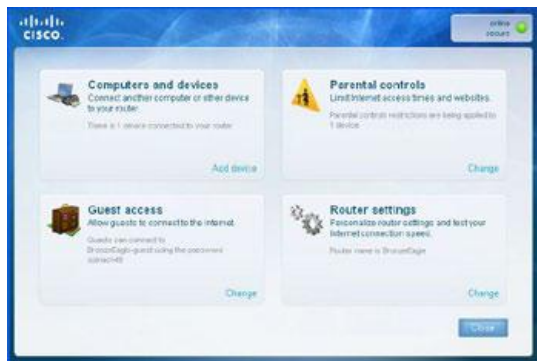 CISCO.
online
secure
Computers and devices
Connect another computer or other device
to your router.
There is 1 device connected to your router
Add device
Parental controls
Limit Internet access times and websites.
Parental controls restrictions are being applied to
1 device
Change
Guest access
Allow guests to connect to the internet.
Guests can connect to
BronzeEagle-guest using the password
Change
Router settings
Personalize router settings and test your
Internet connection speed.
Router name is BronzeEagle
Change
Close